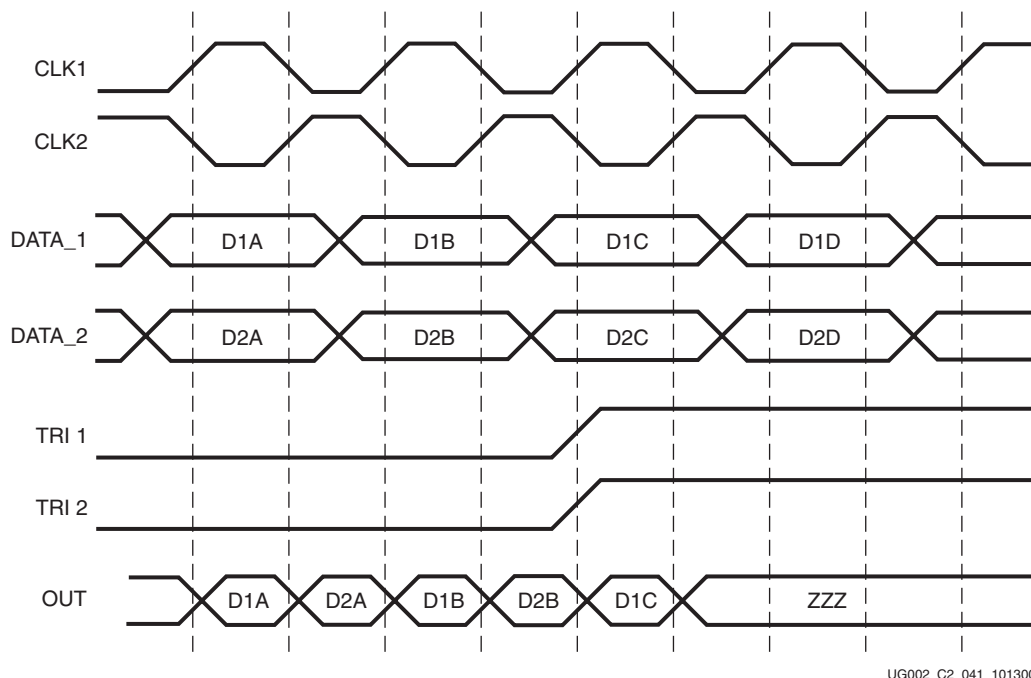 CLK1
CLK2
DATA_1 D1A D1B D1C D1D
DATA_2 D2A D2B D2C D2D
TRI 1
TRI 2
OUT D1A D2A D1B D2B D1C ZZZ
UG002_C2_041_101300